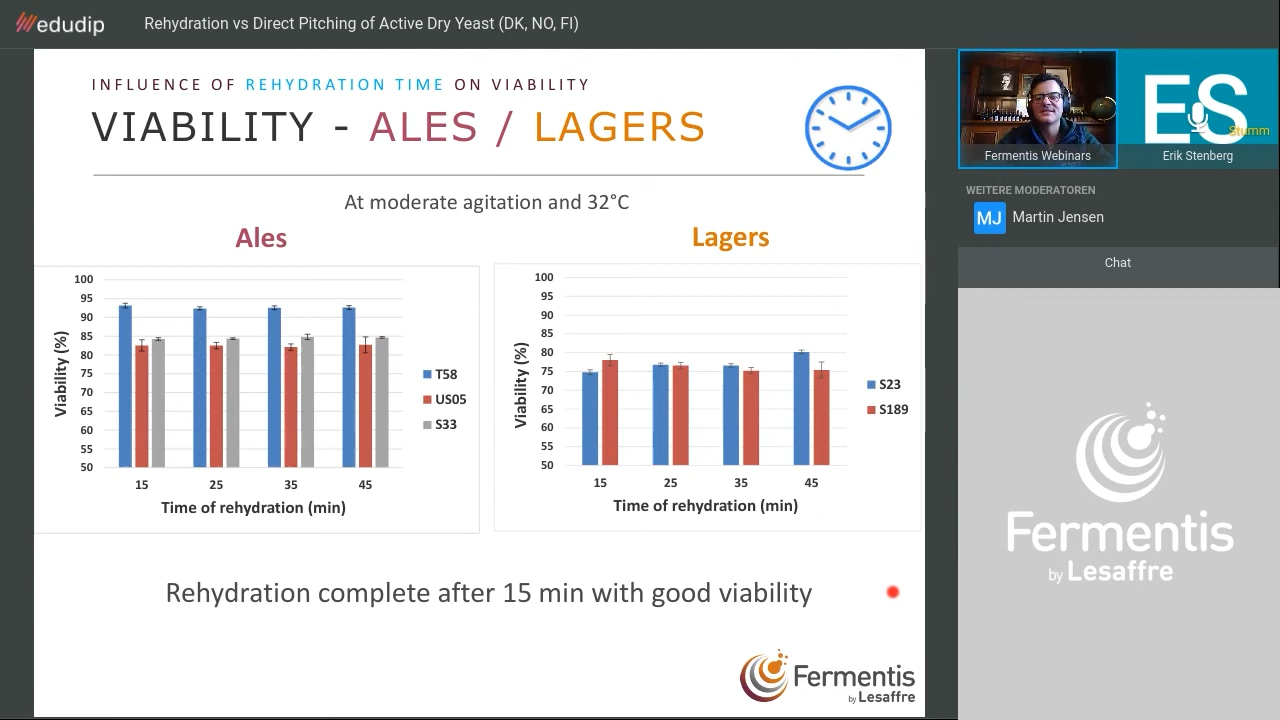 edudip
Rehydration vs Direct Pitching of Active Dry Yeast (DK, NO, FI)
INFLUENCE OF REHYDRATION TIME ON VIABILITY
VIABILITY - ALES / LAGERS
At moderate agitation and 32°C
Ales
100
95
90
85
80
75
70
65
60
55
50
Viability (%)
15 25 35 45
Time of rehydration (min)
T58
US05
S33
Lagers
100
95
90
85
80
75
70
65
60
55
50
Viability (%)
15 25 35 45
Time of rehydration (min)
S23
S189
Rehydration complete after 15 min with good viability
Fermentis
by Lesaffre
Fermentis Webinars
ES
Stumm
Erik Stenberg
WEITERE MODERATOREN
MJ
Martin Jensen
Chat
Fermentis
by Lesaffre